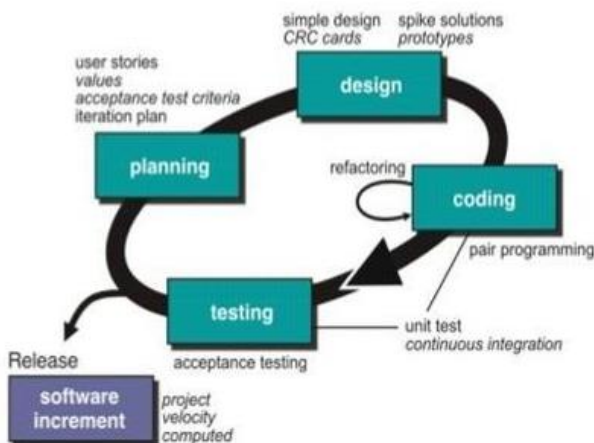 simple design
CRC cards
spike solutions
prototypes
user stories
values
acceptance test criteria
iteration plan
design
planning
refactoring
coding
pair programming
testing
unit test
continuous integration
acceptance testing
Release
software
increment
project
velocity
computed